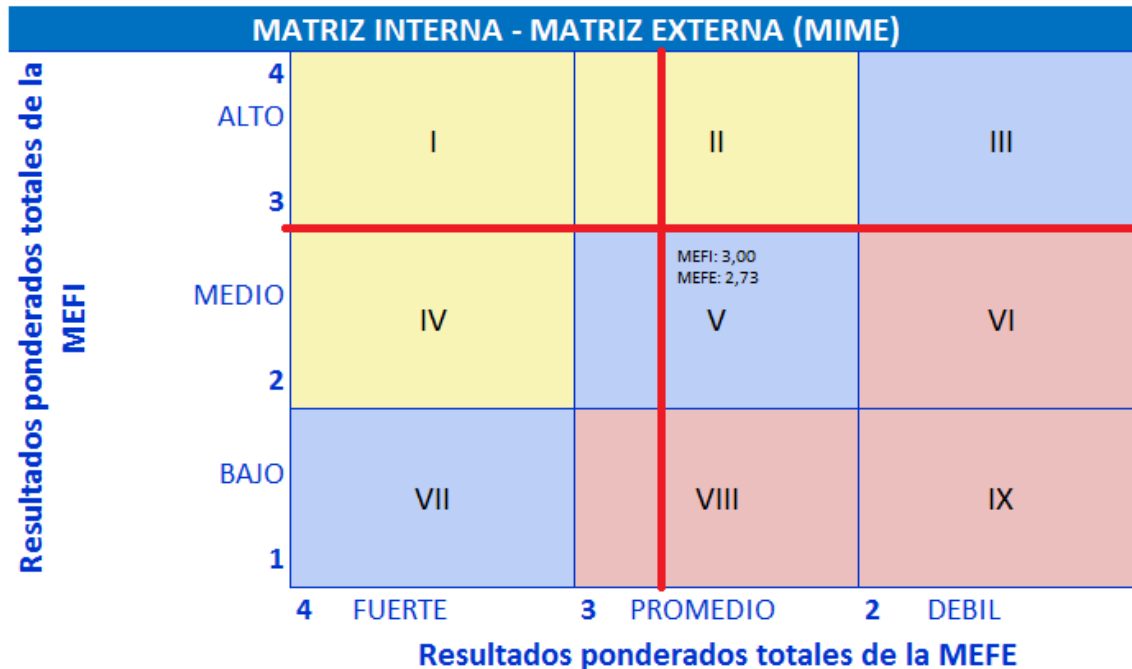 MATRIZ INTERNA - MATRIZ EXTERNA (MIME)
Resultados ponderados totales de la
MEFI
4
ALTO
3
MEDIO
2
BAJO
1
I
II
III
MEFI: 3,00
MEFE: 2,73
IV
V
VI
VII
VIII
IX
4 FUERTE 3 PROMEDIO 2 DEBIL
Resultados ponderados totales de la MEFE